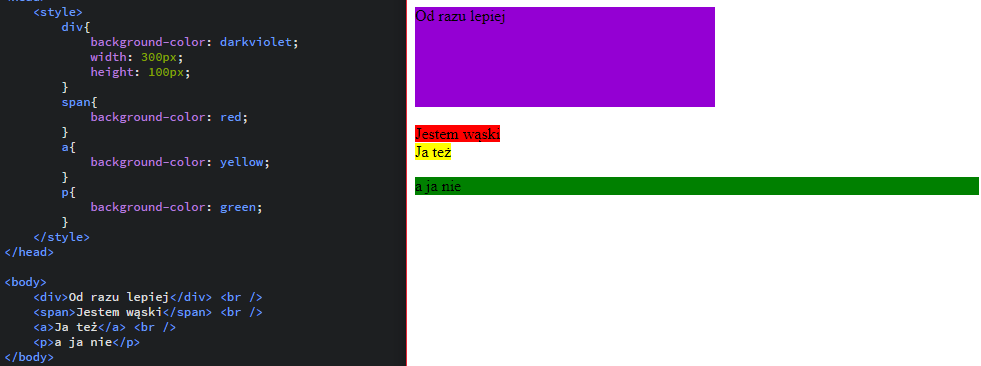 <style>
div{
background-color: darkviolet;
width: 300px;
height: 100px;
}
span{
background-color: red;
}
a{
background-color: yellow;
}
p{
background-color: green;
}
</style>
</head>
<body>
<div>Od razu lepiej</div> <br />
<span>Jestem wąski</span> <br />
<a>Ja też</a> <br />
<p>a ja nie</p>
</body>
Od razu lepiej
Jestem wąski
Ja też
a ja nie